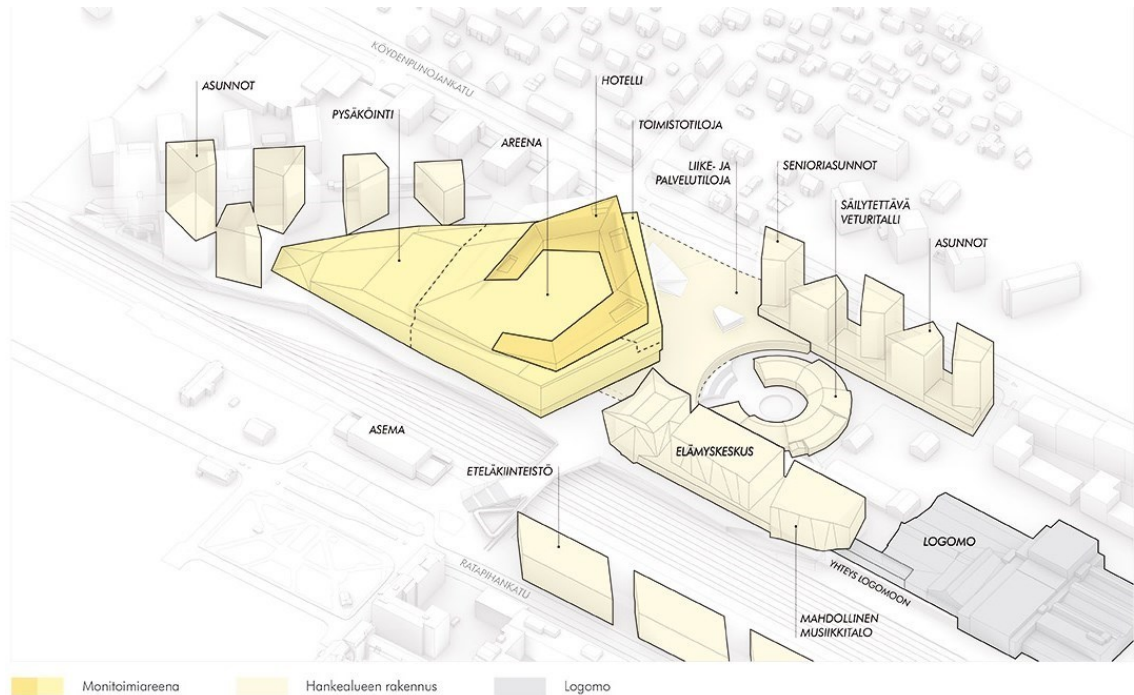 KÖYDENPUNOJANKATU
ASUNNOT
HOTELLI
PYSÄKÖINTI
TOIMISTOTILOJA
AREENA
LIIKE- JA
PALVELUTILOJA
SENIORIASUNNOT
SÄILYTETTÄVÄ
VETURITALLI
ASUNNOT
ASEMA
ELÄMYSKESKUS
ETELÄKIINTEISTÖ
LOGOMO
RATAPIHANKATU
YHTEYS LOGOMOON
MAHDOLLINEN
MUSIIKKITALO
Monitoimiareena
Hankealueen rakennus
Logomo